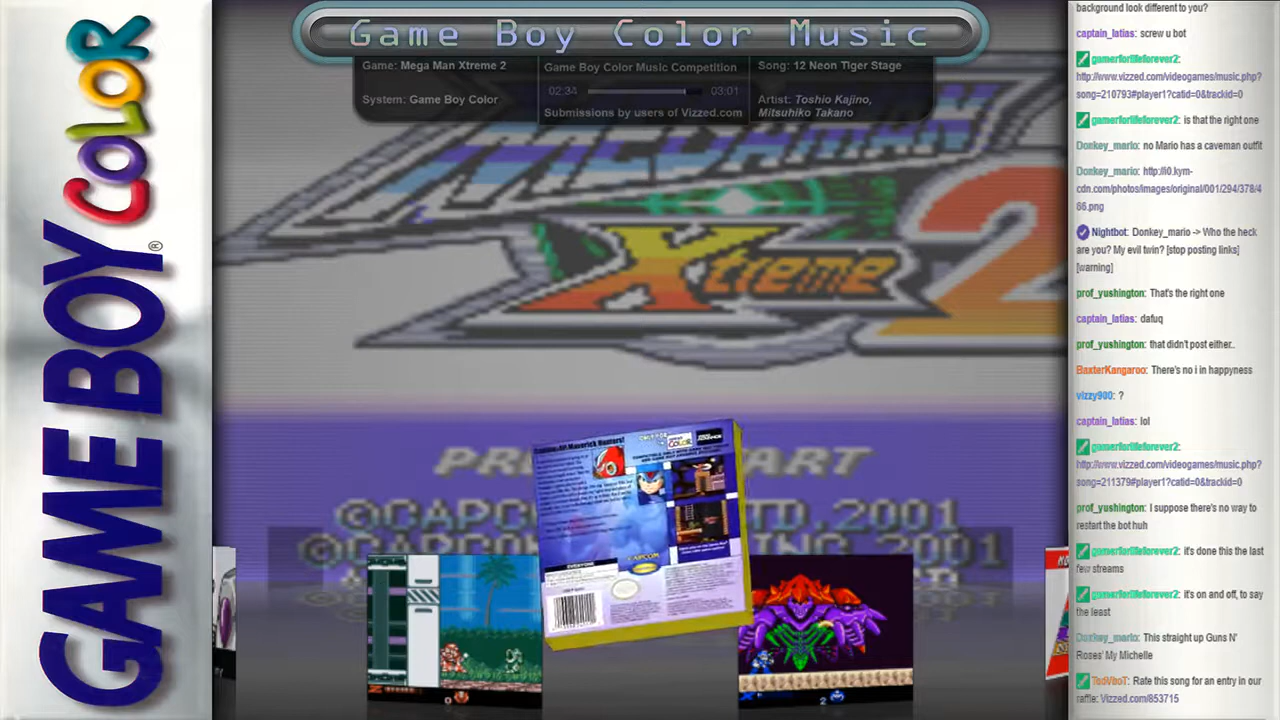 GAME BOY COLOR
®
Game Boy Color Music
Game: Mega Man Xtreme 2
System: Game Boy Color
Game Boy Color Music Competition
02:34 03:01
Submissions by users of Vizzed.com
Song: 12 Neon Tiger Stage
Artist: Toshio Kajino,
Mitsuhiko Takano
MEGAMAN
Xtreme 2
background look different to you?
captain_latias: screw u bot
gamerforlifeforever2:
http://www.vizzed.com/videogames/music.php?
song=210793#player1?catid=0&trackid=0
gamerforlifeforever2: is that the right one
Donkey_mario: no Mario has a caveman outfit
Donkey_mario: http://i0.kym-
cdn.com/photos/images/original/001/294/378/4
66.png
Nightbot: Donkey_mario -> Who the heck
are you? My evil twin? [stop posting links]
[warning]
prof_yushington: That's the right one
captain_latias: dafuq
prof_yushington: that didn't post either..
BaxterKangaroo: There's no i in happyness
vizzy900: ?
captain_latias: lol
gamerforlifeforever2:
http://www.vizzed.com/videogames/music.php?
song=211379#player1?catid=0&trackid=0
prof_yushington: I suppose there's no way to
restart the bot huh
gamerforlifeforever2: it's done this the last
few streams
gamerforlifeforever2: it's on and off, to say
the least
Donkey_mario: This straight up Guns N'
Roses' My Michelle
Rate this song for an entry in our
raffle: Vizzed.com/853715